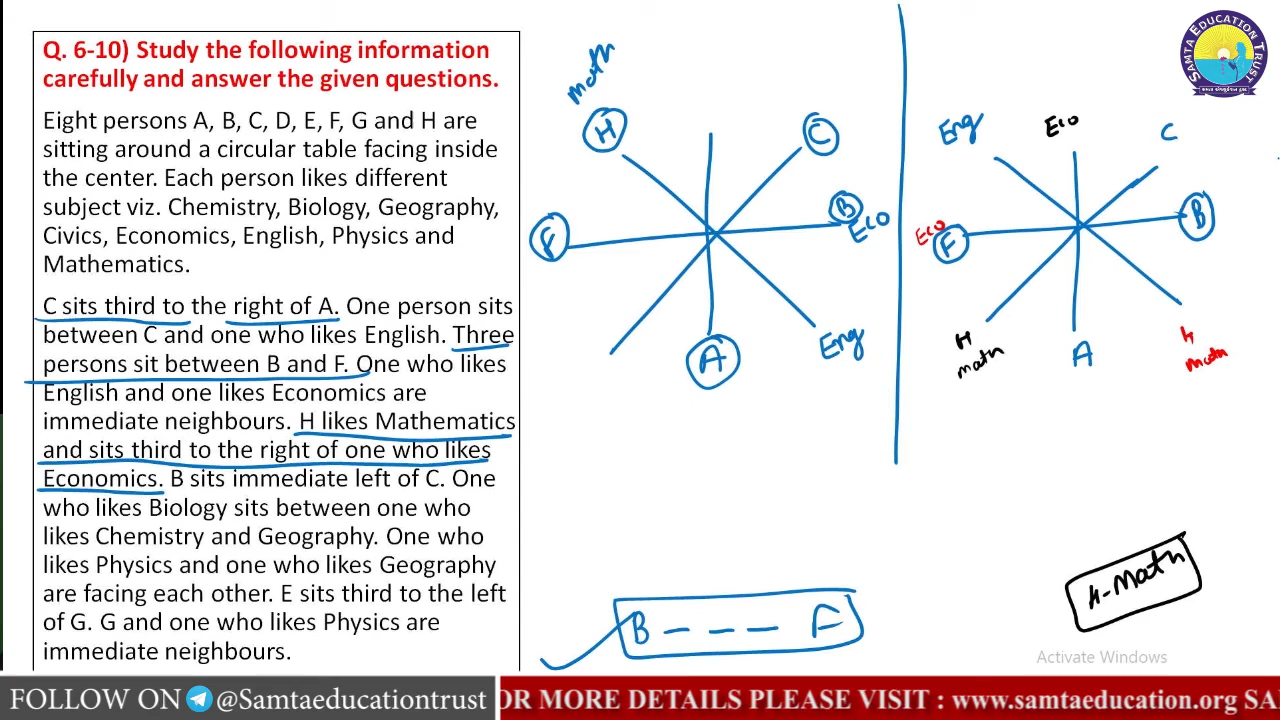 Q. 6-10) Study the following information
carefully and answer the given questions.
Eight persons A, B, C, D, E, F, G and H are
sitting around a circular table facing inside
the center. Each person likes different
subject viz. Chemistry, Biology, Geography,
Civics, Economics, English, Physics and
Mathematics.
C sits third to the right of A. One person sits
between C and one who likes English. Three
persons sit between B and F. One who likes
English and one likes Economics are
immediate neighbours. H likes Mathematics
and sits third to the right of one who likes
Economics. B sits immediate left of C. One
who likes Biology sits between one who
likes Chemistry and Geography. One who
likes Physics and one who likes Geography
are facing each other. E sits third to the left
of G. G and one who likes Physics are
immediate neighbours.
math
H
C
B
Eco
F
A
Eng
B - - - F
Eng
Eco
C
Eco
F
B
H
math
A
H
math
H-Math
SAMTA EDUCATION TRUST
Activate Windows
FOLLOW ON @Samtaeducationtrust
OR MORE DETAILS PLEASE VISIT : www.samtaeducation.org SA